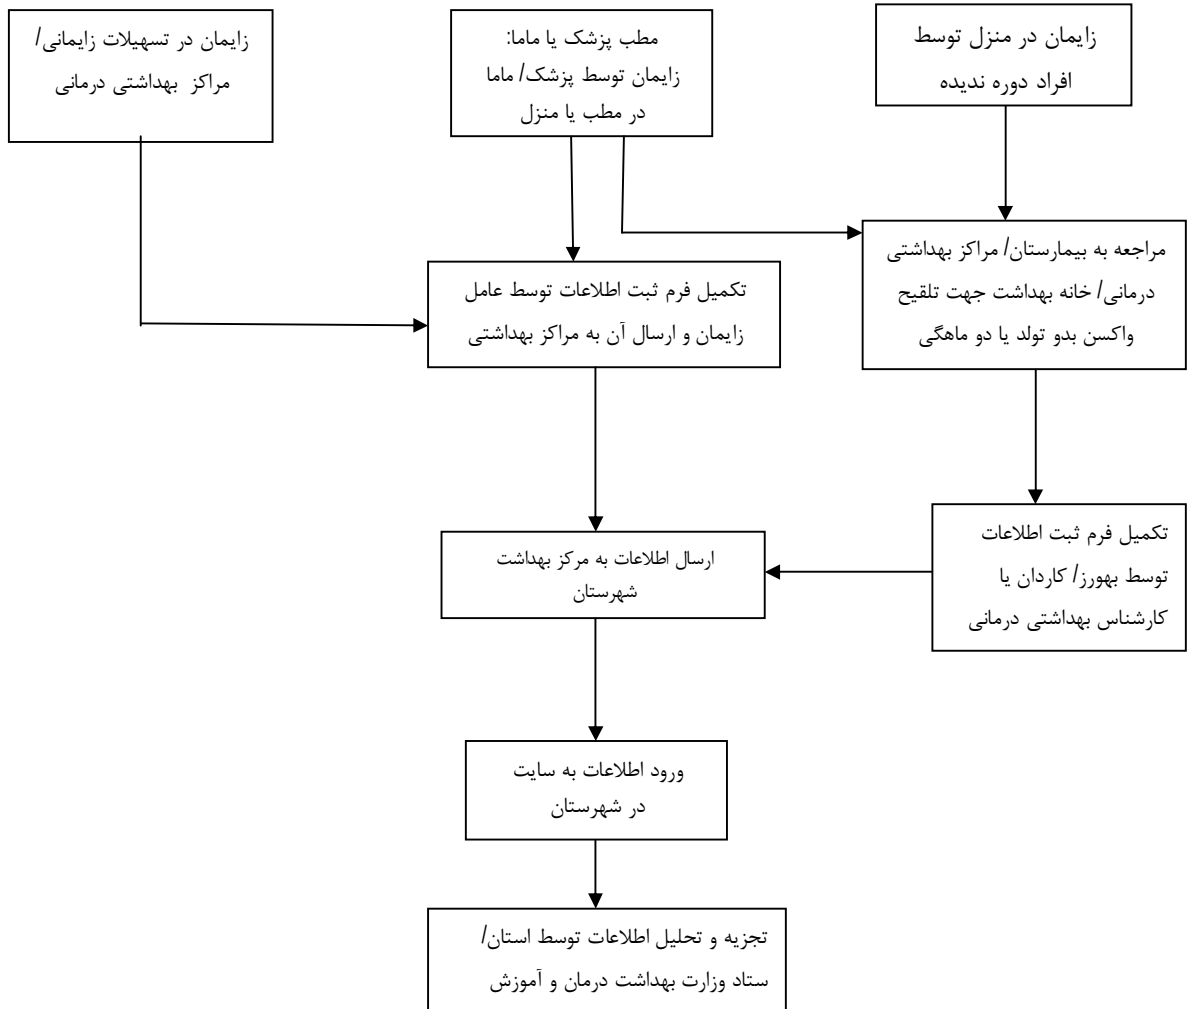 زایمان در منزل توسط
افراد دوره ندیده
مطب پزشک یا ماما:
زایمان توسط پزشک/ ماما
در مطب یا منزل
زایمان در تسهیلات زایمانی/
مراکز بهداشتی درمانی
مراجعه به بیمارستان/ مراکز بهداشتی
درمانی/ خانه بهداشت جهت تلقیح
واکسن بدو تولد یا دو ماهگی
تکمیل فرم ثبت اطلاعات توسط عامل
زایمان و ارسال آن به مراکز بهداشتی
تکمیل فرم ثبت اطلاعات
توسط بهورز/ کاردان یا
کارشناس بهداشتی درمانی
ارسال اطلاعات به مرکز بهداشت
شهرستان
ورود اطلاعات به سایت
در شهرستان
تجزیه و تحلیل اطلاعات توسط استان/
ستاد وزارت بهداشت درمان و آموزش